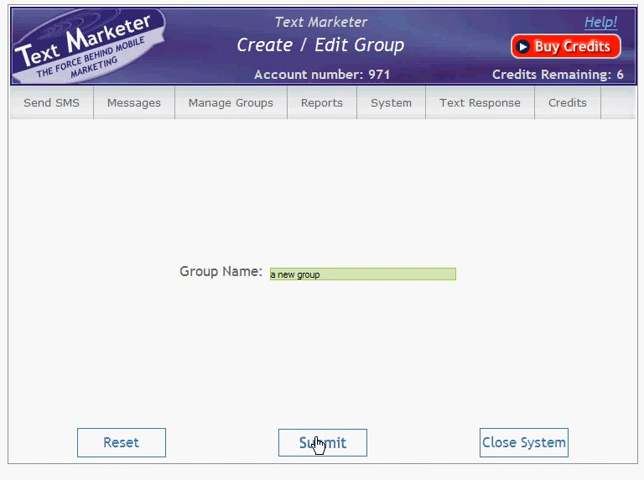 Text Marketer
THE FORCE BEHIND MOBILE
MARKETING
Text Marketer
Create / Edit Group
Account number: 971
Help!
Buy Credits
Credits Remaining: 6
Send SMS
Messages
Manage Groups
Reports
System
Text Response
Credits
Group Name: a new group
Reset
Submit
Close System